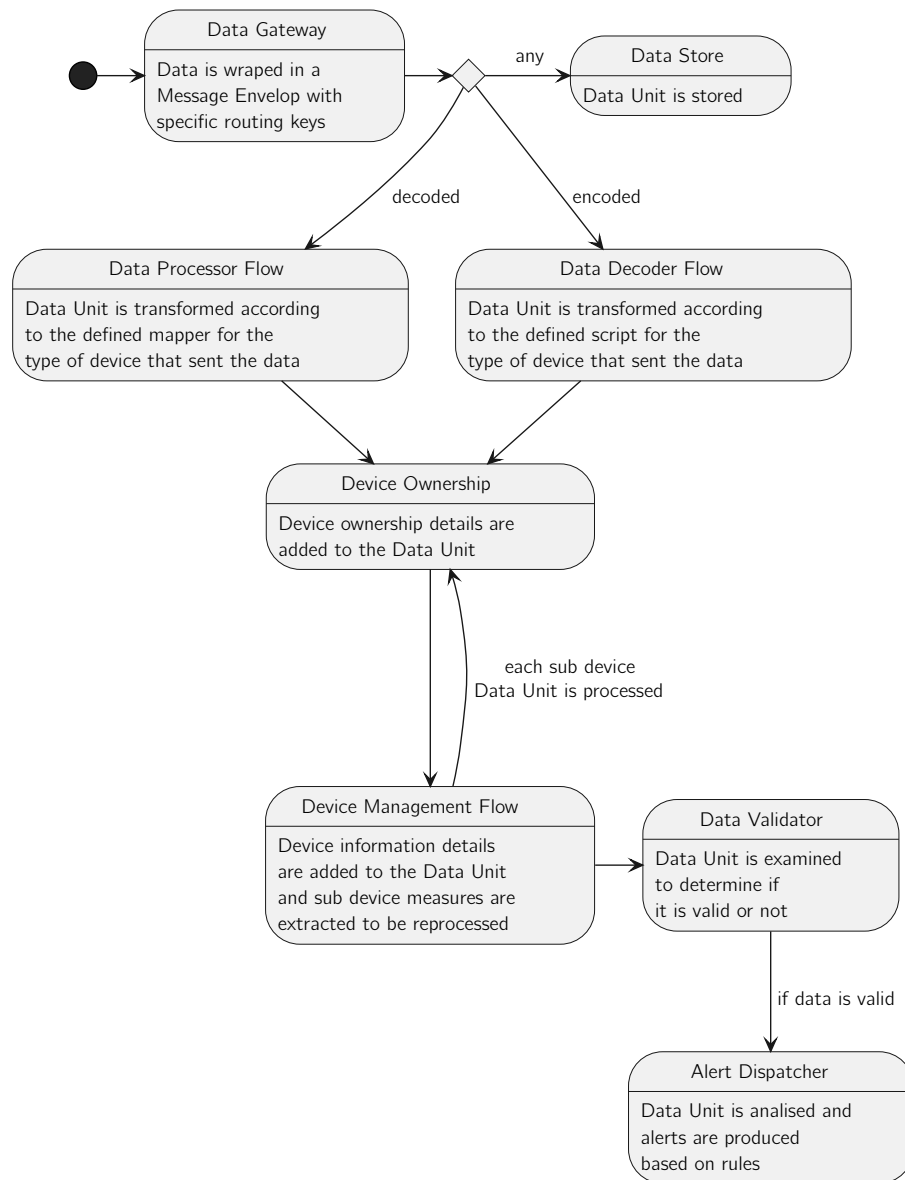 Data Gateway
Data is wraped in a
Message Envelop with
specific routing keys
any
Data Store
Data Unit is stored
decoded
encoded
Data Processor Flow
Data Unit is transformed according
to the defined mapper for the
type of device that sent the data
Data Decoder Flow
Data Unit is transformed according
to the defined script for the
type of device that sent the data
Device Ownership
Device ownership details are
added to the Data Unit
each sub device
Data Unit is processed
Device Management Flow
Device information details
are added to the Data Unit
and sub device measures are
extracted to be reprocessed
Data Validator
Data Unit is examined
to determine if
it is valid or not
if data is valid
Alert Dispatcher
Data Unit is analised and
alerts are produced
based on rules